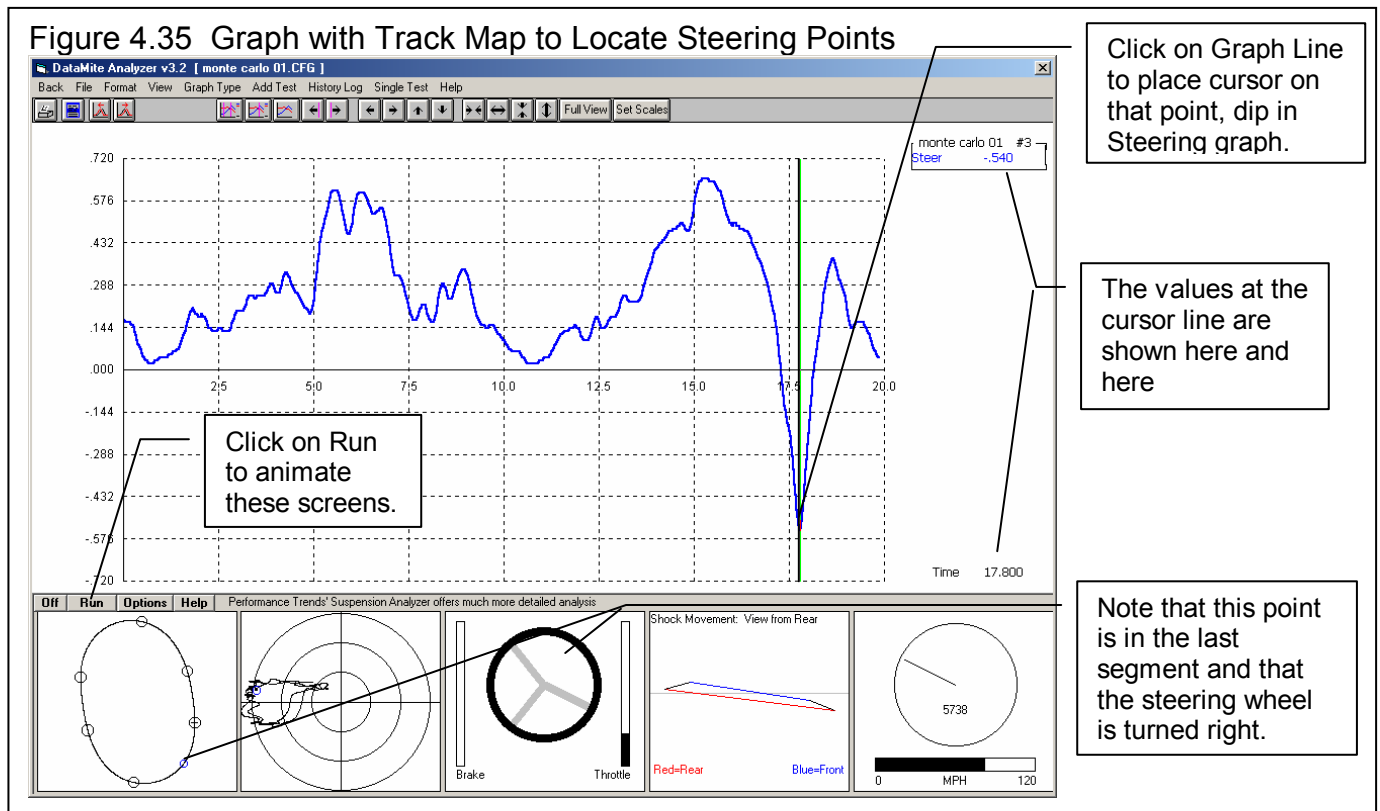 Figure 4.35  Graph with Track Map to Locate Steering Points
DataMite Analyzer v3.2  [ monte carlo 01.CFG ]
Back  File  Format  View  Graph Type  Add Test  History Log  Single Test  Help
Full View  Set Scales
Click on Graph Line
to place cursor on
that point, dip in
Steering graph.
monte carlo 01  #3
Steer  -.540
.720
.576
.432
.288
.144
.000
-.144
-.288
-.432
-.576
-.720
2.5  5.0  7.5  10.0  12.5  15.0  17.5  20.0
The values at the
cursor line are
shown here and
here
Click on Run
to animate
these screens.
Time  17.800
Off  Run  Options  Help  Performance Trends' Suspension Analyzer offers much more detailed analysis
Brake  Throttle
Shock Movement:  View from Rear
Red=Rear  Blue=Front
5738
0  MPH  120
Note that this point
is in the last
segment and that
the steering wheel
is turned right.